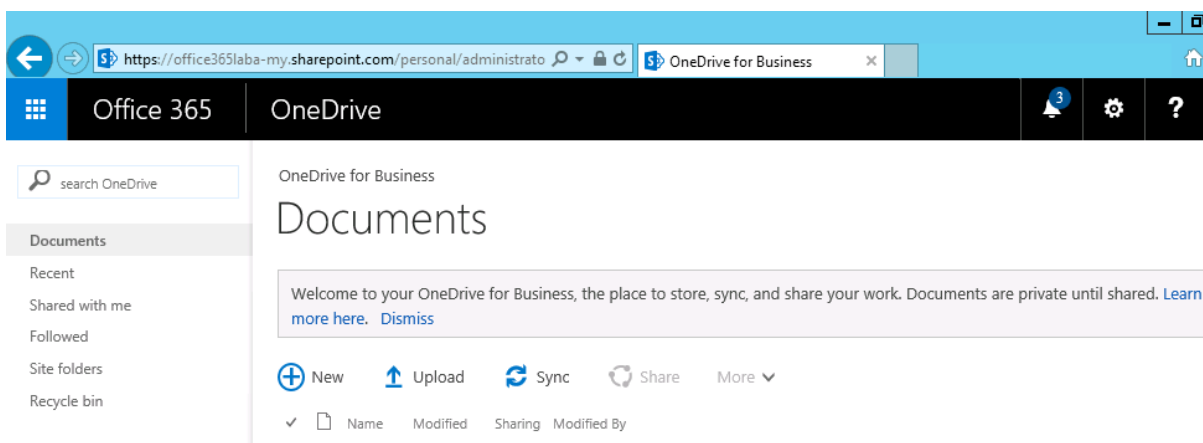 https://office365laba-my.sharepoint.com/personal/administrato
OneDrive for Business
Office 365
OneDrive
3
?
search OneDrive
Documents
Recent
Shared with me
Followed
Site folders
Recycle bin
OneDrive for Business
Documents
Welcome to your OneDrive for Business, the place to store, sync, and share your work. Documents are private until shared. Learn
more here. Dismiss
New Upload Sync Share More
Name Modified Sharing Modified By